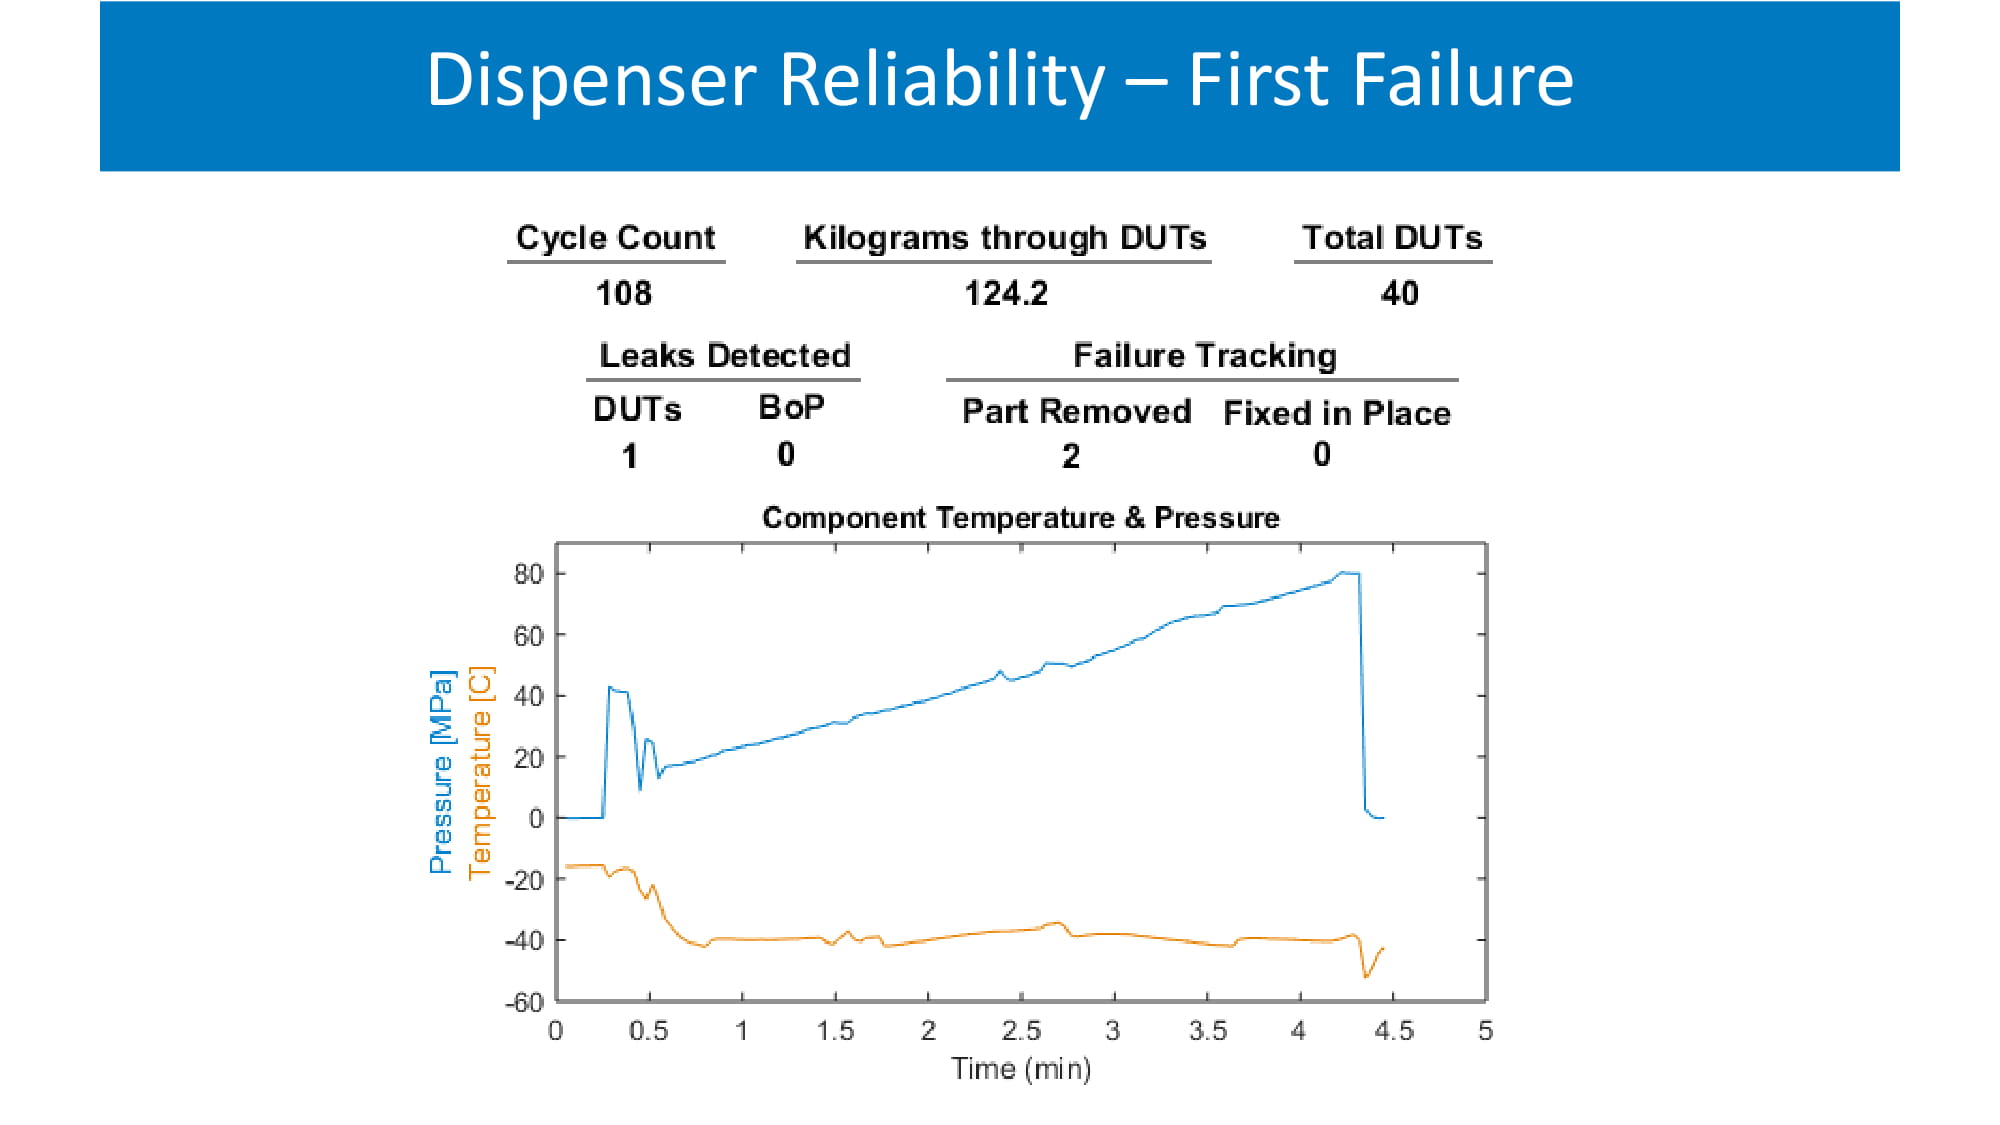 Dispenser Reliability – First Failure
Cycle Count Kilograms through DUTs Total DUTs
108 124.2 40
Leaks Detected Failure Tracking
DUTs BoP Part Removed Fixed in Place
1 0 2 0
Component Temperature & Pressure
Pressure [MPa]
Temperature [C]
80
60
40
20
0
-20
-40
-60
0 0.5 1 1.5 2 2.5 3 3.5 4 4.5 5
Time (min)